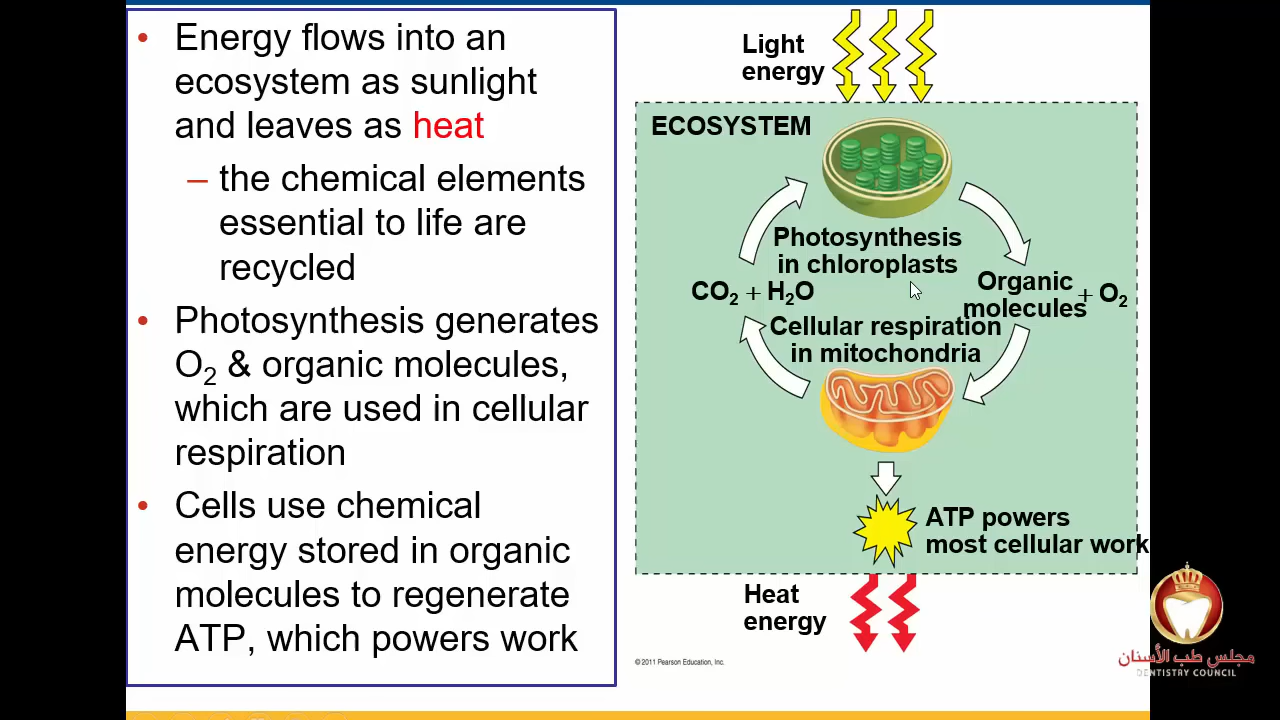 • Energy flows into an
ecosystem as sunlight
and leaves as heat
– the chemical elements
essential to life are
recycled
• Photosynthesis generates
O₂ & organic molecules,
which are used in cellular
respiration
• Cells use chemical
energy stored in organic
molecules to regenerate
ATP, which powers work
Light
energy
ECOSYSTEM
Photosynthesis
in chloroplasts
CO₂ + H₂O
Organic
molecules + O₂
Cellular respiration
in mitochondria
ATP powers
most cellular work
Heat
energy
© 2011 Pearson Education, Inc.
مجلس طب الأسنان
DENTISTRY COUNCIL